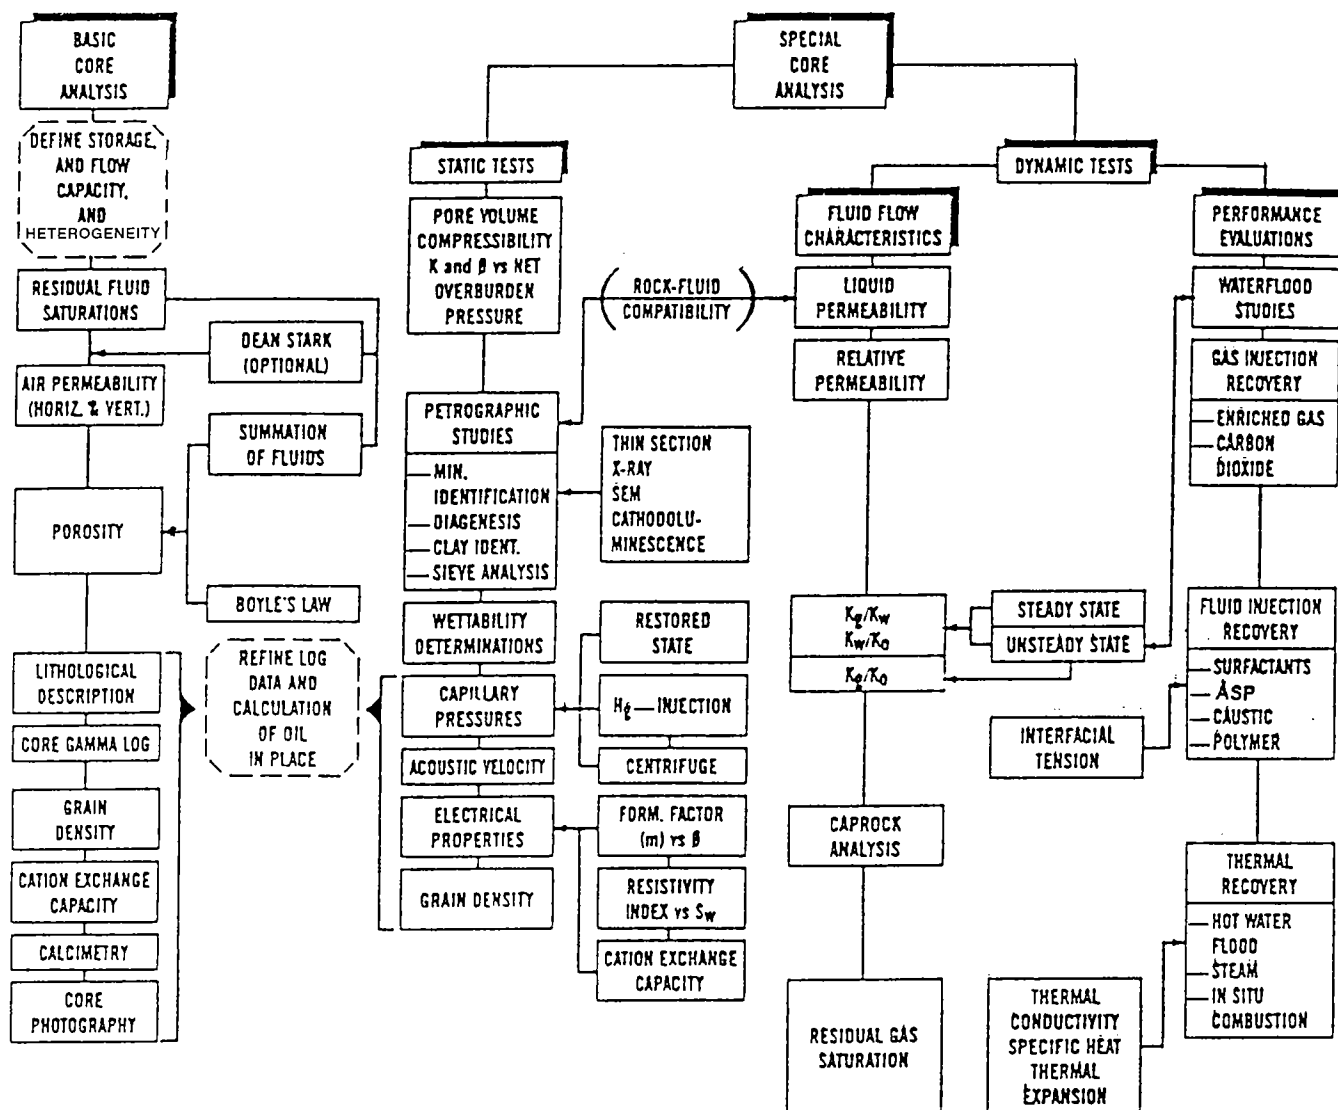 BASIC
CORE
ANALYSIS
DEFINE STORAGE,
AND FLOW
CAPACITY,
AND
HETEROGENEITY
RESIDUAL FLUID
SATURATIONS
DEAN STARK
(OPTIONAL)
AIR PERMEABILITY
(HORIZ. & VERT.)
SUMMATION
OF FLUIDS
POROSITY
BOYLE'S LAW
LITHOLOGICAL
DESCRIPTION
CORE GAMMA LOG
GRAIN
DENSITY
CATION EXCHANGE
CAPACITY
CALCIMETRY
CORE
PHOTOGRAPHY
REFINE LOG
DATA AND
CALCULATION
OF OIL
IN PLACE
SPECIAL
CORE
ANALYSIS
STATIC TESTS
PORE VOLUME
COMPRESSIBILITY
K and β vs NET
OVERBURDEN
PRESSURE
PETROGRAPHIC
STUDIES
— MIN.
IDENTIFICATION
— DIAGENESIS
— CLAY IDENT.
— SIEYE ANALYSIS
THIN SECTION
X-RAY
SEM
CATHODOLU-
MINESCENCE
WETTABILITY
DETERMINATIONS
CAPILLARY
PRESSURES
RESTORED
STATE
Hg — INJECTION
CENTRIFUGE
ACOUSTIC VELOCITY
ELECTRICAL
PROPERTIES
FORM. FACTOR
(m) vs β
RESISTIVITY
INDEX vs Sw
CATION EXCHANGE
CAPACITY
GRAIN DENSITY
(ROCK-FLUID
COMPATIBILITY)
DYNAMIC TESTS
FLUID FLOW
CHARACTERISTICS
LIQUID
PERMEABILITY
RELATIVE
PERMEABILITY
Kg/Kw
Kw/Ko
Kg/Ko
STEADY STATE
UNSTEADY STATE
CAPROCK
ANALYSIS
RESIDUAL GAS
SATURATION
PERFORMANCE
EVALUATIONS
WATERFLOOD
STUDIES
GAS INJECTION
RECOVERY
— ENRICHED GAS
— CARBON
DIOXIDE
FLUID INJECTION
RECOVERY
— SURFACTANTS
— ASP
— CAUSTIC
— POLYMER
INTERFACIAL
TENSION
THERMAL
RECOVERY
— HOT WATER
FLOOD
— STEAM
— IN SITU
COMBUSTION
THERMAL
CONDUCTIVITY
SPECIFIC HEAT
THERMAL
EXPANSION